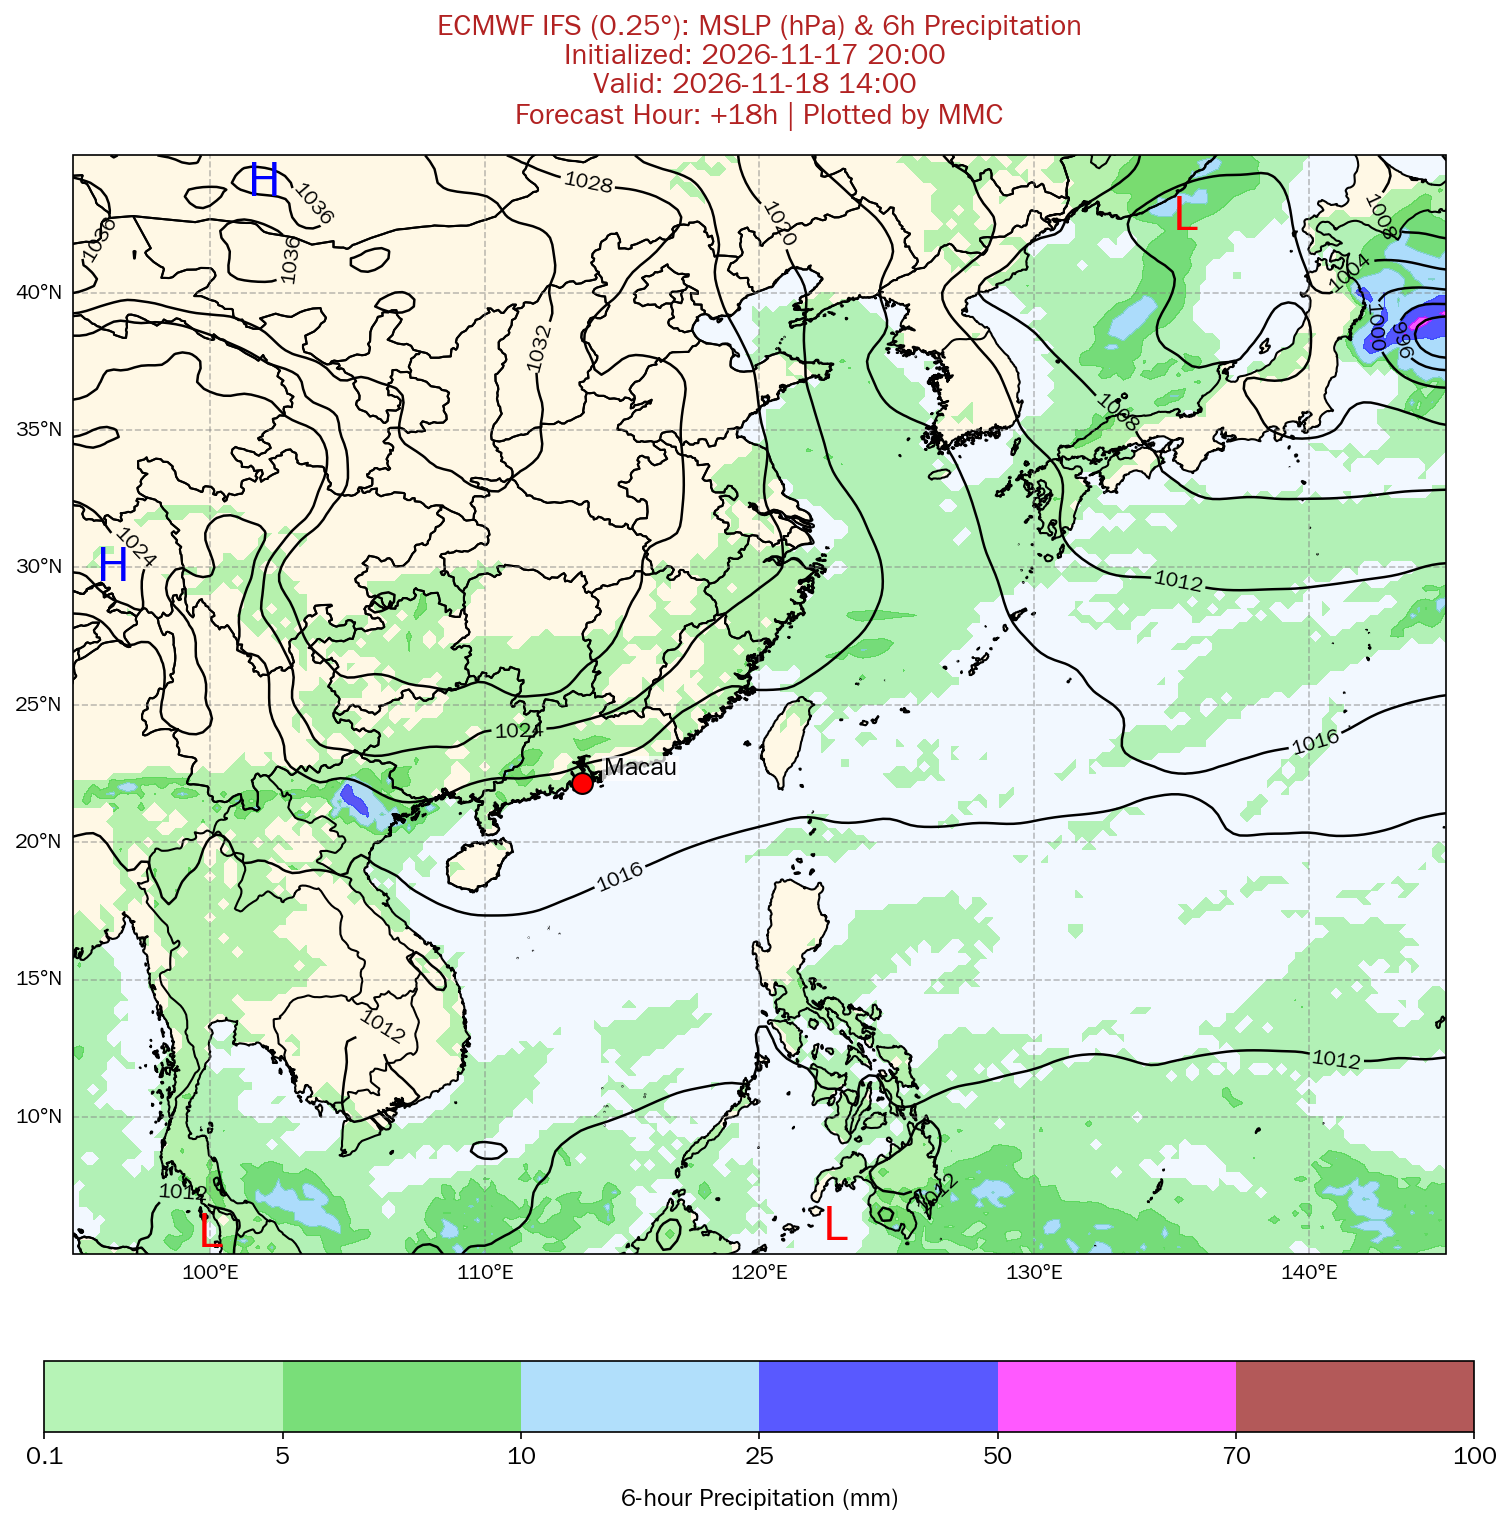 ECMWF IFS (0.25°): MSLP (hPa) & 6h Precipitation
Initialized: 2026-11-17 20:00
Valid: 2026-11-18 14:00
Forecast Hour: +18h | Plotted by MMC
H
1036
1028
1020
1008
L
1036
1036
1004
40°N
1032
1000
996
1008
35°N
1024
H
30°N
1012
25°N
1024
1016
Macau
20°N
1016
15°N
1012
1012
10°N
1012
1012
L
L
100°E
110°E
120°E
130°E
140°E
0.1
5
10
25
50
70
100
6-hour Precipitation (mm)